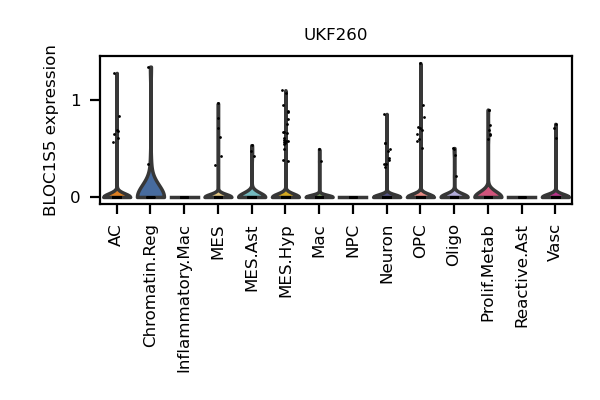 UKF260
BLOC1S5 expression
1
0
AC
Chromatin.Reg
Inflammatory.Mac
MES
MES.Ast
MES.Hyp
Mac
NPC
Neuron
OPC
Oligo
Prolif.Metab
Reactive.Ast
Vasc